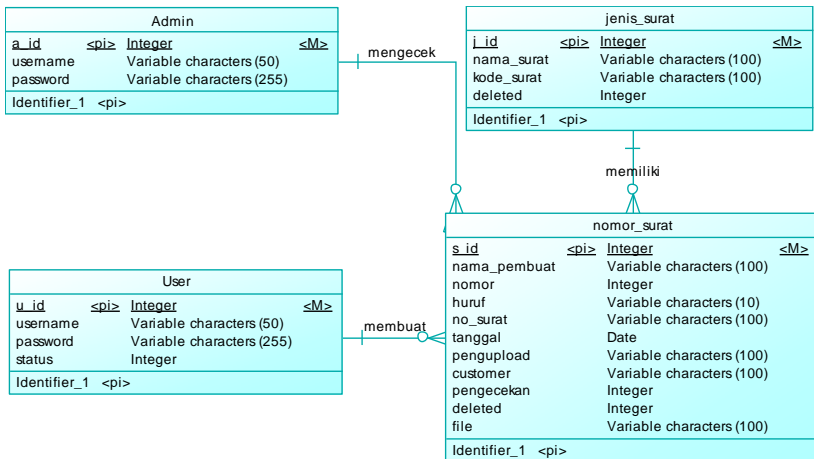 Admin
a_id <pi> Integer <M>
username Variable characters (50)
password Variable characters (255)
Identifier_1 <pi>
mengecek
jenis_surat
j_id <pi> Integer <M>
nama_surat Variable characters (100)
kode_surat Variable characters (100)
deleted Integer
Identifier_1 <pi>
memiliki
User
u_id <pi> Integer <M>
username Variable characters (50)
password Variable characters (255)
status Integer
Identifier_1 <pi>
membuat
nomor_surat
s_id <pi> Integer <M>
nama_pembuat Variable characters (100)
nomor Integer
huruf Variable characters (10)
no_surat Variable characters (100)
tanggal Date
pengupload Variable characters (100)
customer Variable characters (100)
pengecekan Integer
deleted Integer
file Variable characters (100)
Identifier_1 <pi>